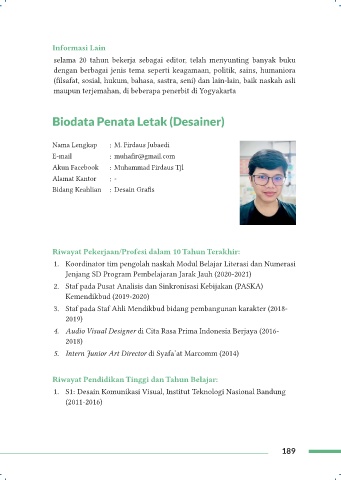 Informasi Lain
selama 20 tahun bekerja sebagai editor, telah menyunting banyak buku
dengan berbagai jenis tema seperti keagamaan, politik, sains, humaniora
(filsafat, sosial, hukum, bahasa, sastra, seni) dan lain-lain, baik naskah asli
maupun terjemahan, di beberapa penerbit di Yogyakarta
Biodata Penata Letak (Desainer)
Nama Lengkap : M. Firdaus Jubaedi
E-mail : muhafir@gmail.com
Akun Facebook : Muhammad Firdaus Tjl
Alamat Kantor : -
Bidang Keahlian : Desain Grafis
Riwayat Pekerjaan/Profesi dalam 10 Tahun Terakhir:
1. Koordinator tim pengolah naskah Modul Belajar Literasi dan Numerasi
Jenjang SD Program Pembelajaran Jarak Jauh (2020-2021)
2. Staf pada Pusat Analisis dan Sinkronisasi Kebijakan (PASKA)
Kemendikbud (2019-2020)
3. Staf pada Staf Ahli Mendikbud bidang pembangunan karakter (2018-
2019)
4. Audio Visual Designer di Cita Rasa Prima Indonesia Berjaya (2016-
2018)
5. Intern Junior Art Director di Syafa'at Marcomm (2014)
Riwayat Pendidikan Tinggi dan Tahun Belajar:
1. S1: Desain Komunikasi Visual, Institut Teknologi Nasional Bandung
(2011-2016)
189